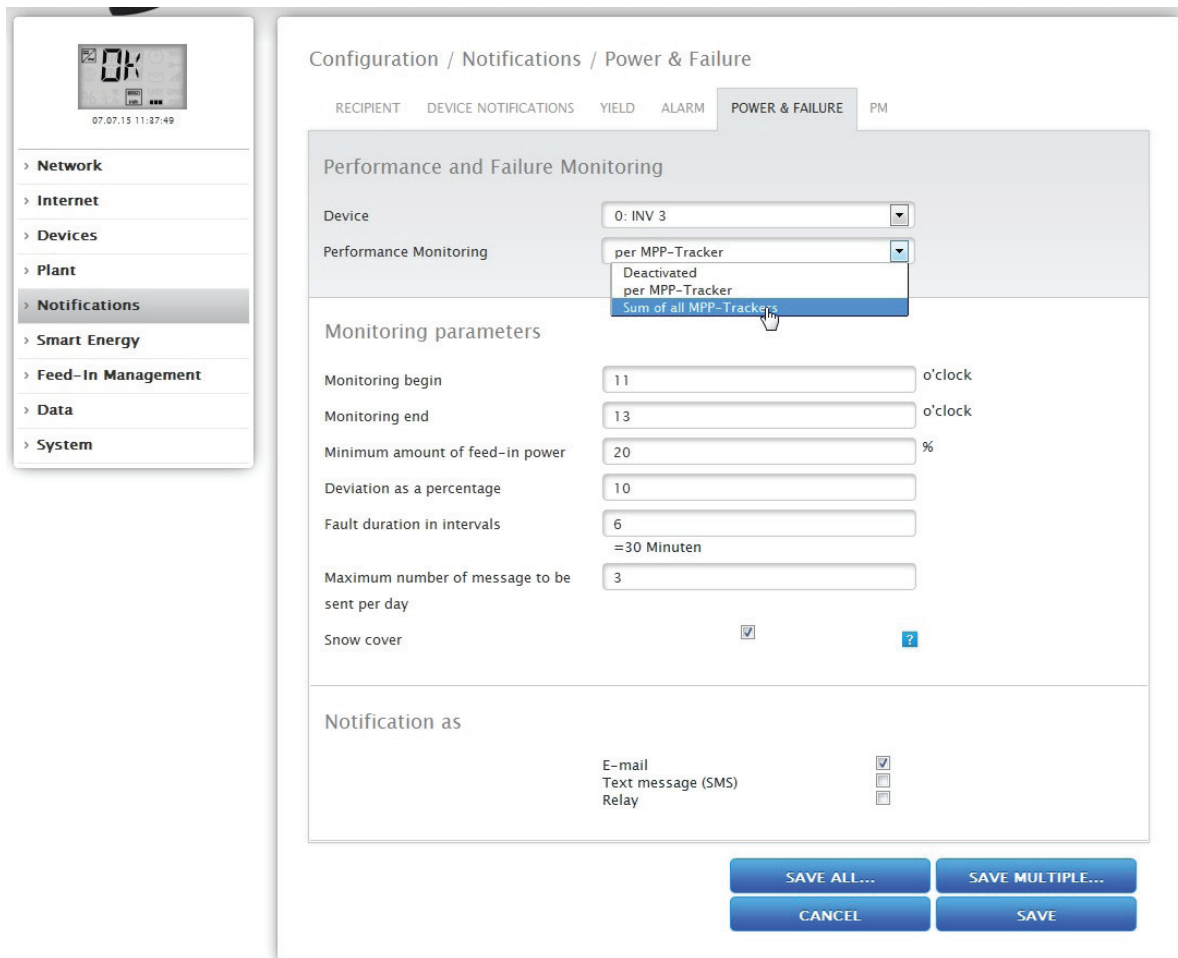 OK
07.07.15 11:37:49
› Network
› Internet
› Devices
› Plant
› Notifications
› Smart Energy
› Feed-In Management
› Data
› System
Configuration / Notifications / Power & Failure
RECIPIENT DEVICE NOTIFICATIONS YIELD ALARM POWER & FAILURE PM
Performance and Failure Monitoring
Device 0: INV 3
Performance Monitoring per MPP-Tracker
Deactivated
per MPP-Tracker
Sum of all MPP-Trackers
Monitoring parameters
Monitoring begin 11 o'clock
Monitoring end 13 o'clock
Minimum amount of feed-in power 20 %
Deviation as a percentage 10
Fault duration in intervals 6
=30 Minuten
Maximum number of message to be 3
sent per day
Snow cover ?
Notification as
E-mail
Text message (SMS)
Relay
SAVE ALL... SAVE MULTIPLE...
CANCEL SAVE